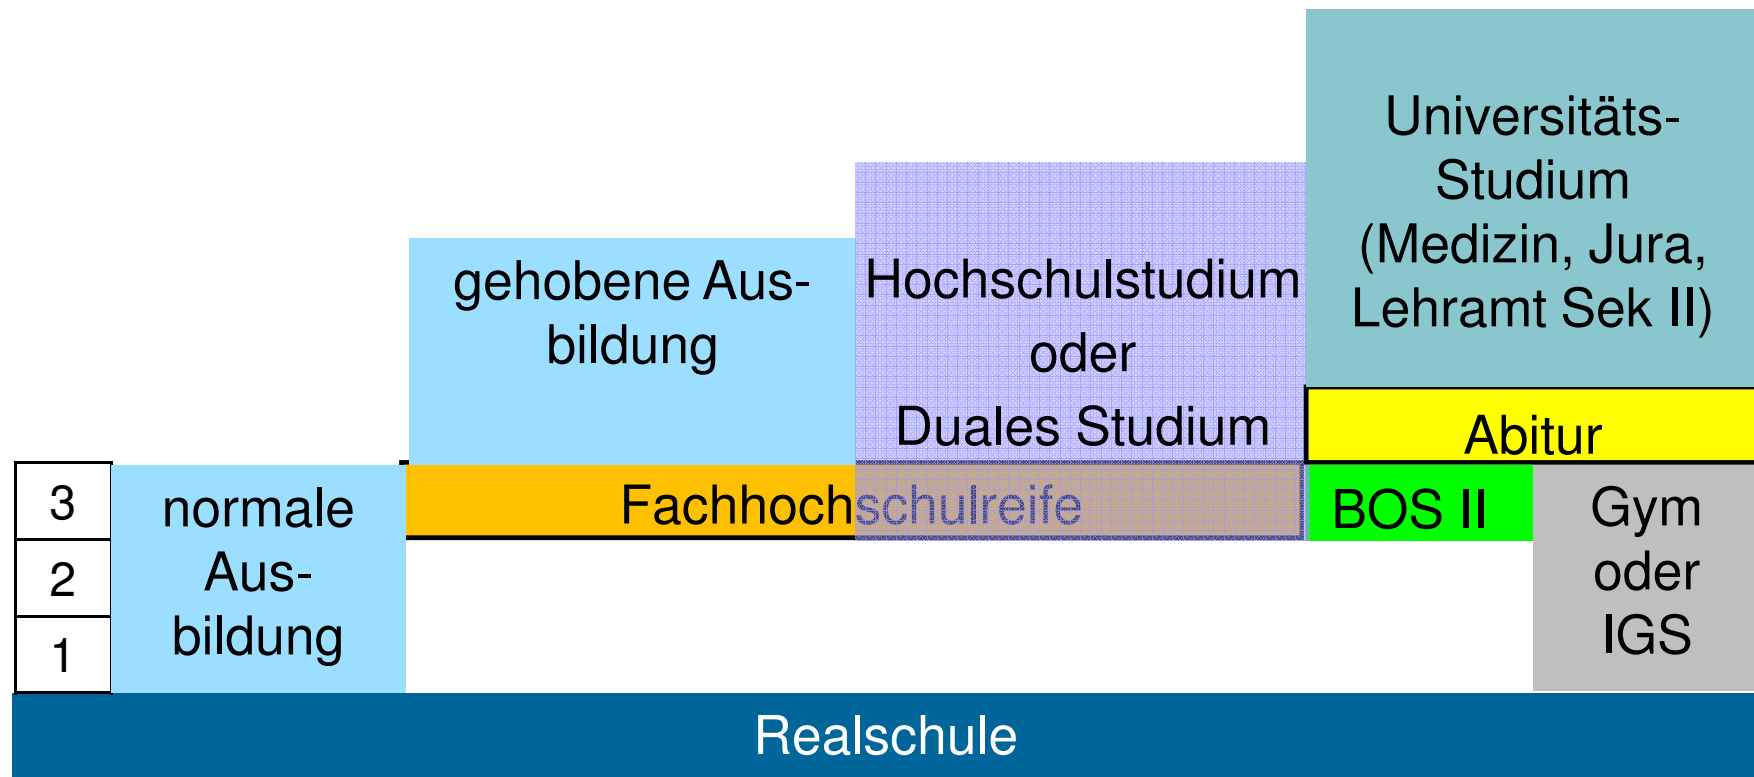 Universitäts-
Studium
(Medizin, Jura,
Lehramt Sek II)
gehobene Aus-
bildung
Hochschulstudium
oder
Duales Studium
Abitur
3
2
1
normale
Aus-
bildung
Fachhochschulreife
BOS II
Gym
oder
IGS
Realschule